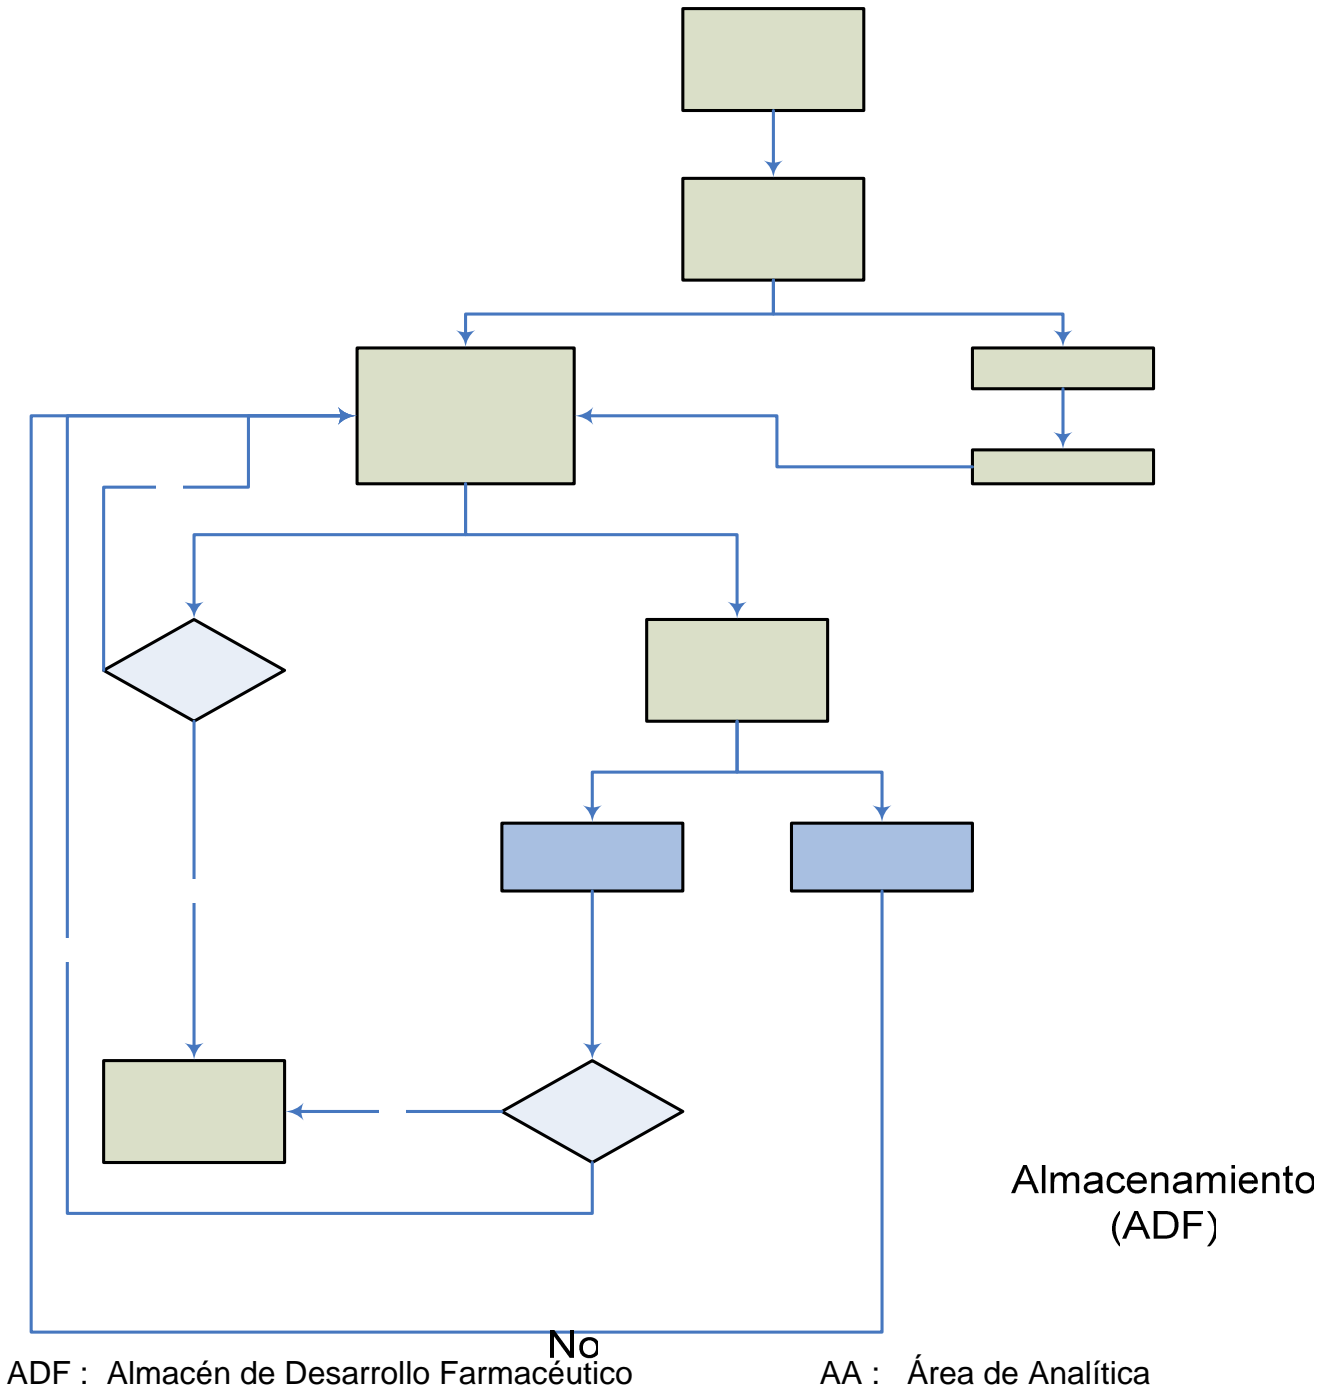 Almacenamiento
(ADF)
No
ADF : Almacén de Desarrollo Farmacéutico AA : Área de Analítica